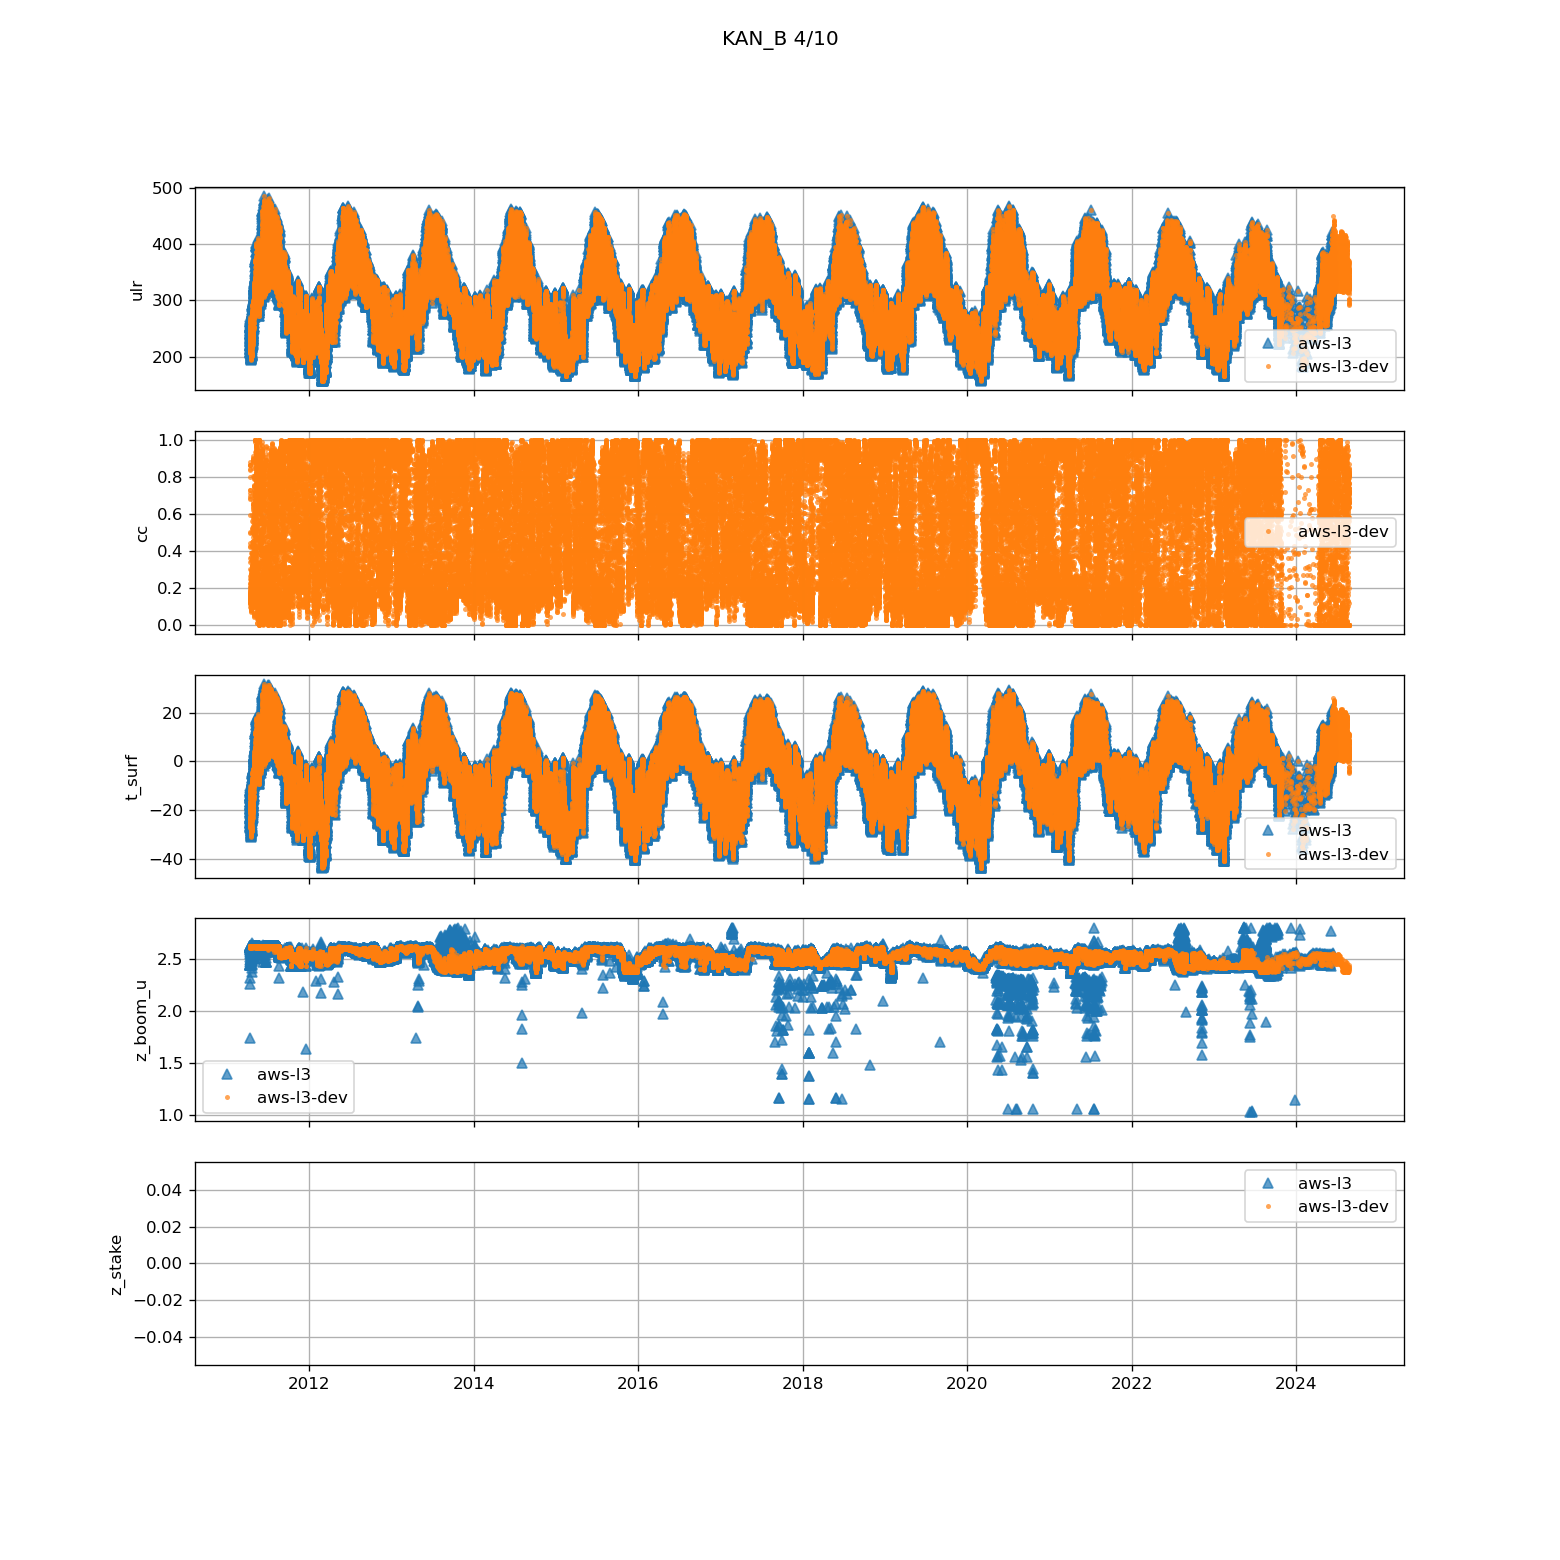 KAN_B 4/10
500
400
300
200
ulr
aws-l3
aws-l3-dev
1.0
0.8
0.6
0.4
0.2
0.0
cc
aws-l3-dev
20
0
−20
−40
t_surf
aws-l3
aws-l3-dev
2.5
2.0
1.5
1.0
z_boom_u
aws-l3
aws-l3-dev
0.04
0.02
0.00
−0.02
−0.04
z_stake
aws-l3
aws-l3-dev
2012 2014 2016 2018 2020 2022 2024